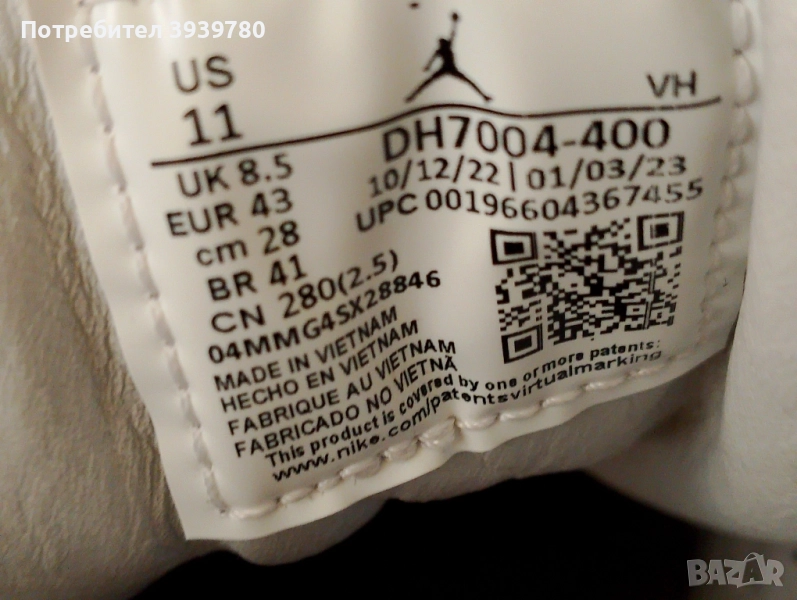 Потребител3939780
US
11
VH
DH7004-400
10/12/22 | 01/03/23
UPC 00196604367455
UK 8.5
EUR 43
cm 28
BR 41
CN 280(2.5)
04MMG4SX28846
MADE IN VIETNAM
HECHO EN VIETNAM
FABRIQUE AU VIETNAM
FABRICADO NO VIETNÃ
This product is covered by one or more patents:
www.nike.com/patentsvirtualmarking
BAZAR